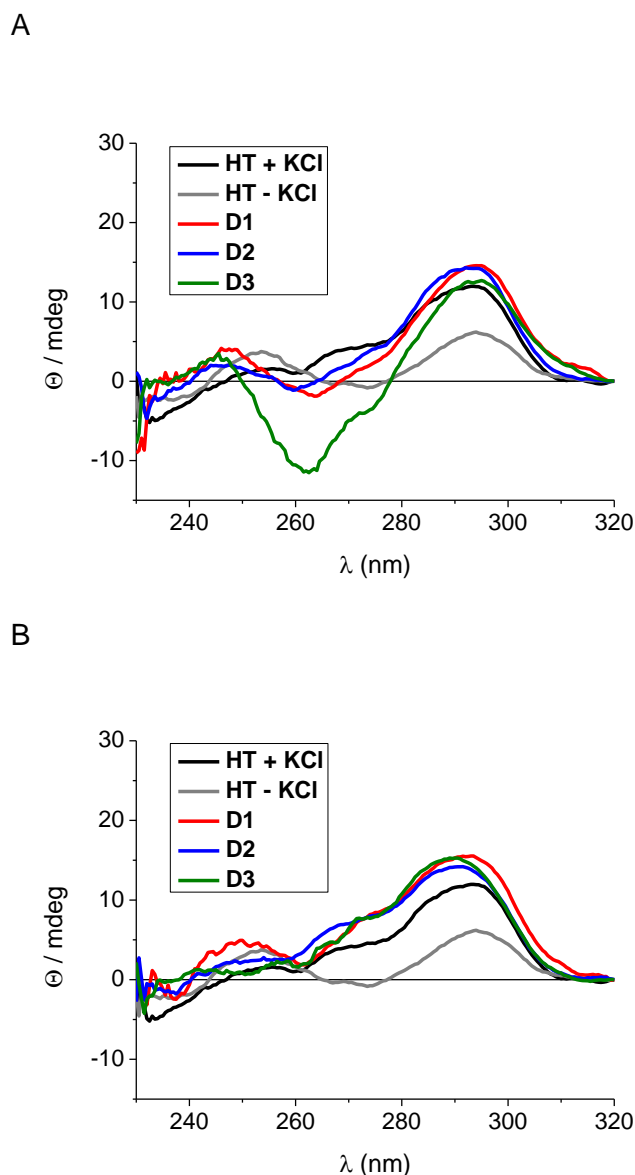 A
30
20
10
0
-10
Θ / mdeg
HT + KCl
HT - KCl
D1
D2
D3
240 260 280 300 320
λ (nm)
B
30
20
10
0
-10
Θ / mdeg
HT + KCl
HT - KCl
D1
D2
D3
240 260 280 300 320
λ (nm)